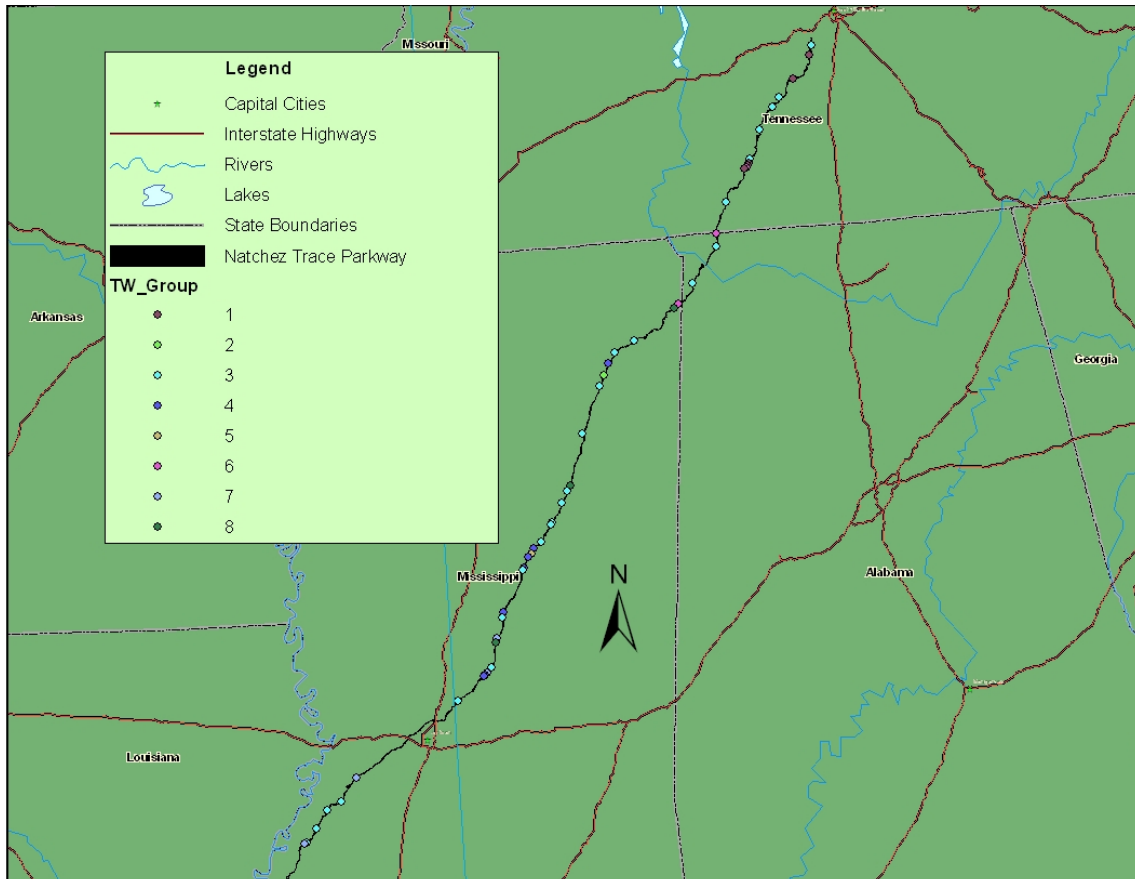 Missouri
Legend
Capital Cities
Interstate Highways
Rivers
Lakes
State Boundaries
Natchez Trace Parkway
TW_Group
1
2
3
4
5
6
7
8
Tennessee
Arkansas
Georgia
Mississippi
N
Alabama
Louisiana